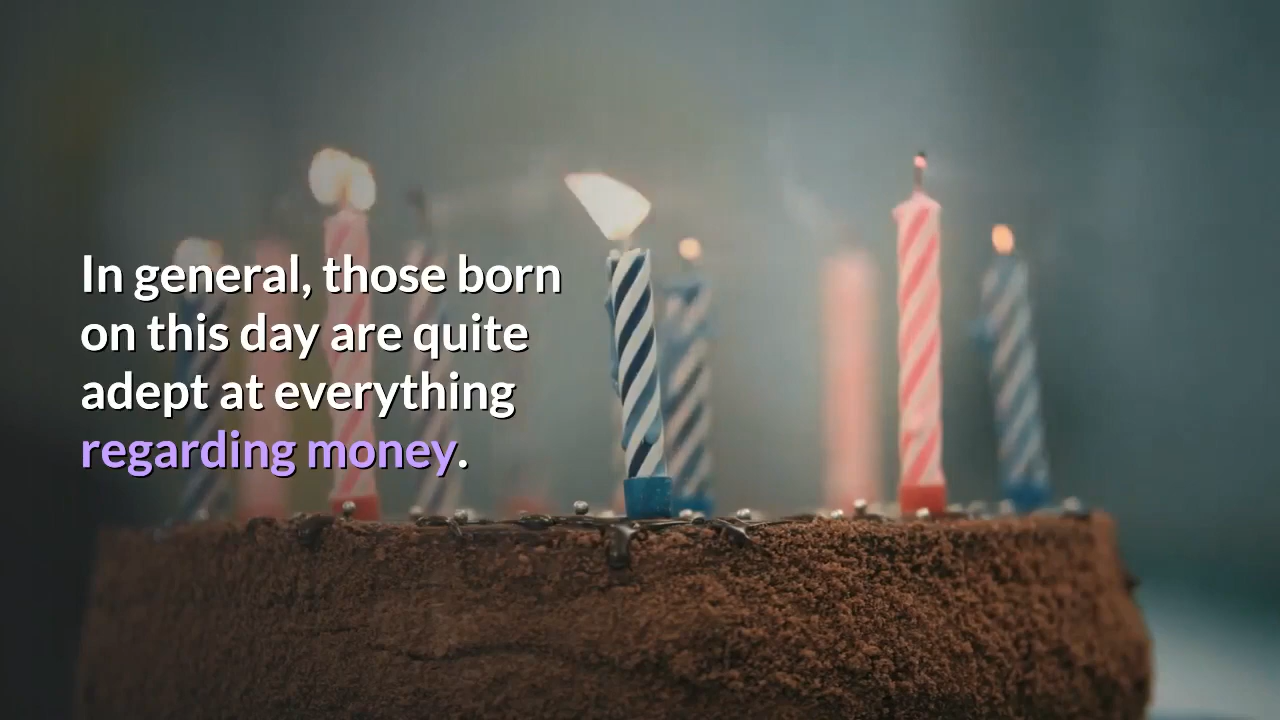 In general, those born
on this day are quite
adept at everything
regarding money.